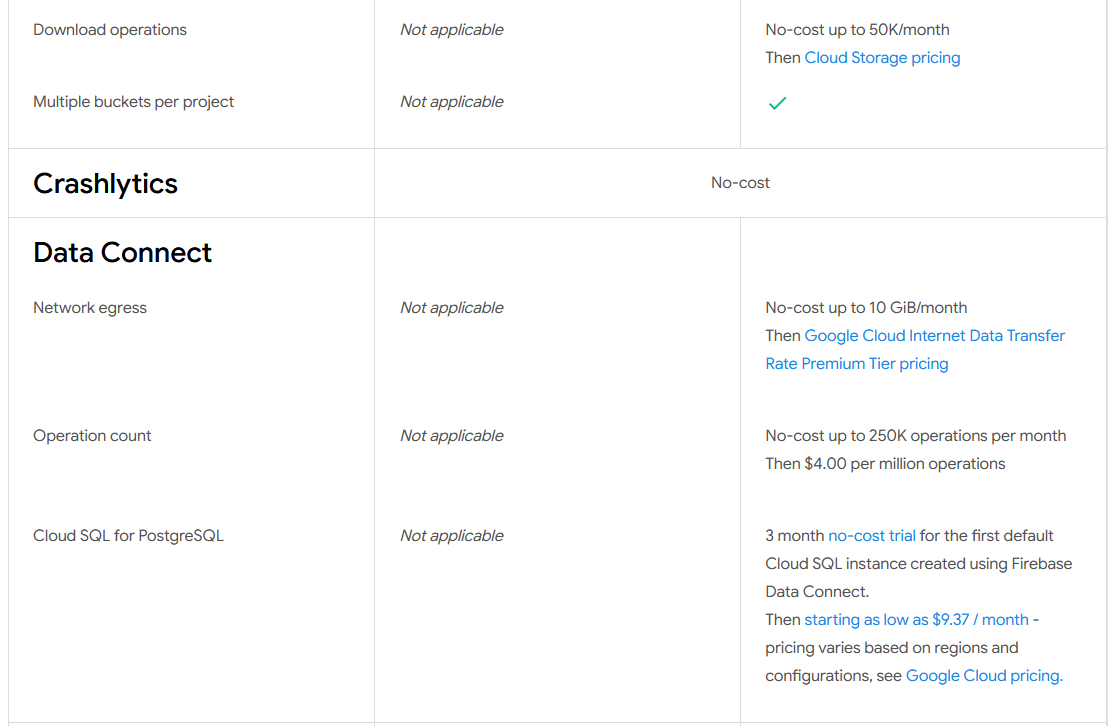 Download operations
Not applicable
No-cost up to 50K/month
Then Cloud Storage pricing
Multiple buckets per project
Not applicable
Crashlytics
No-cost
Data Connect
Network egress
Not applicable
No-cost up to 10 GiB/month
Then Google Cloud Internet Data Transfer
Rate Premium Tier pricing
Operation count
Not applicable
No-cost up to 250K operations per month
Then $4.00 per million operations
Cloud SQL for PostgreSQL
Not applicable
3 month no-cost trial for the first default
Cloud SQL instance created using Firebase
Data Connect.
Then starting as low as $9.37 / month -
pricing varies based on regions and
configurations, see Google Cloud pricing.